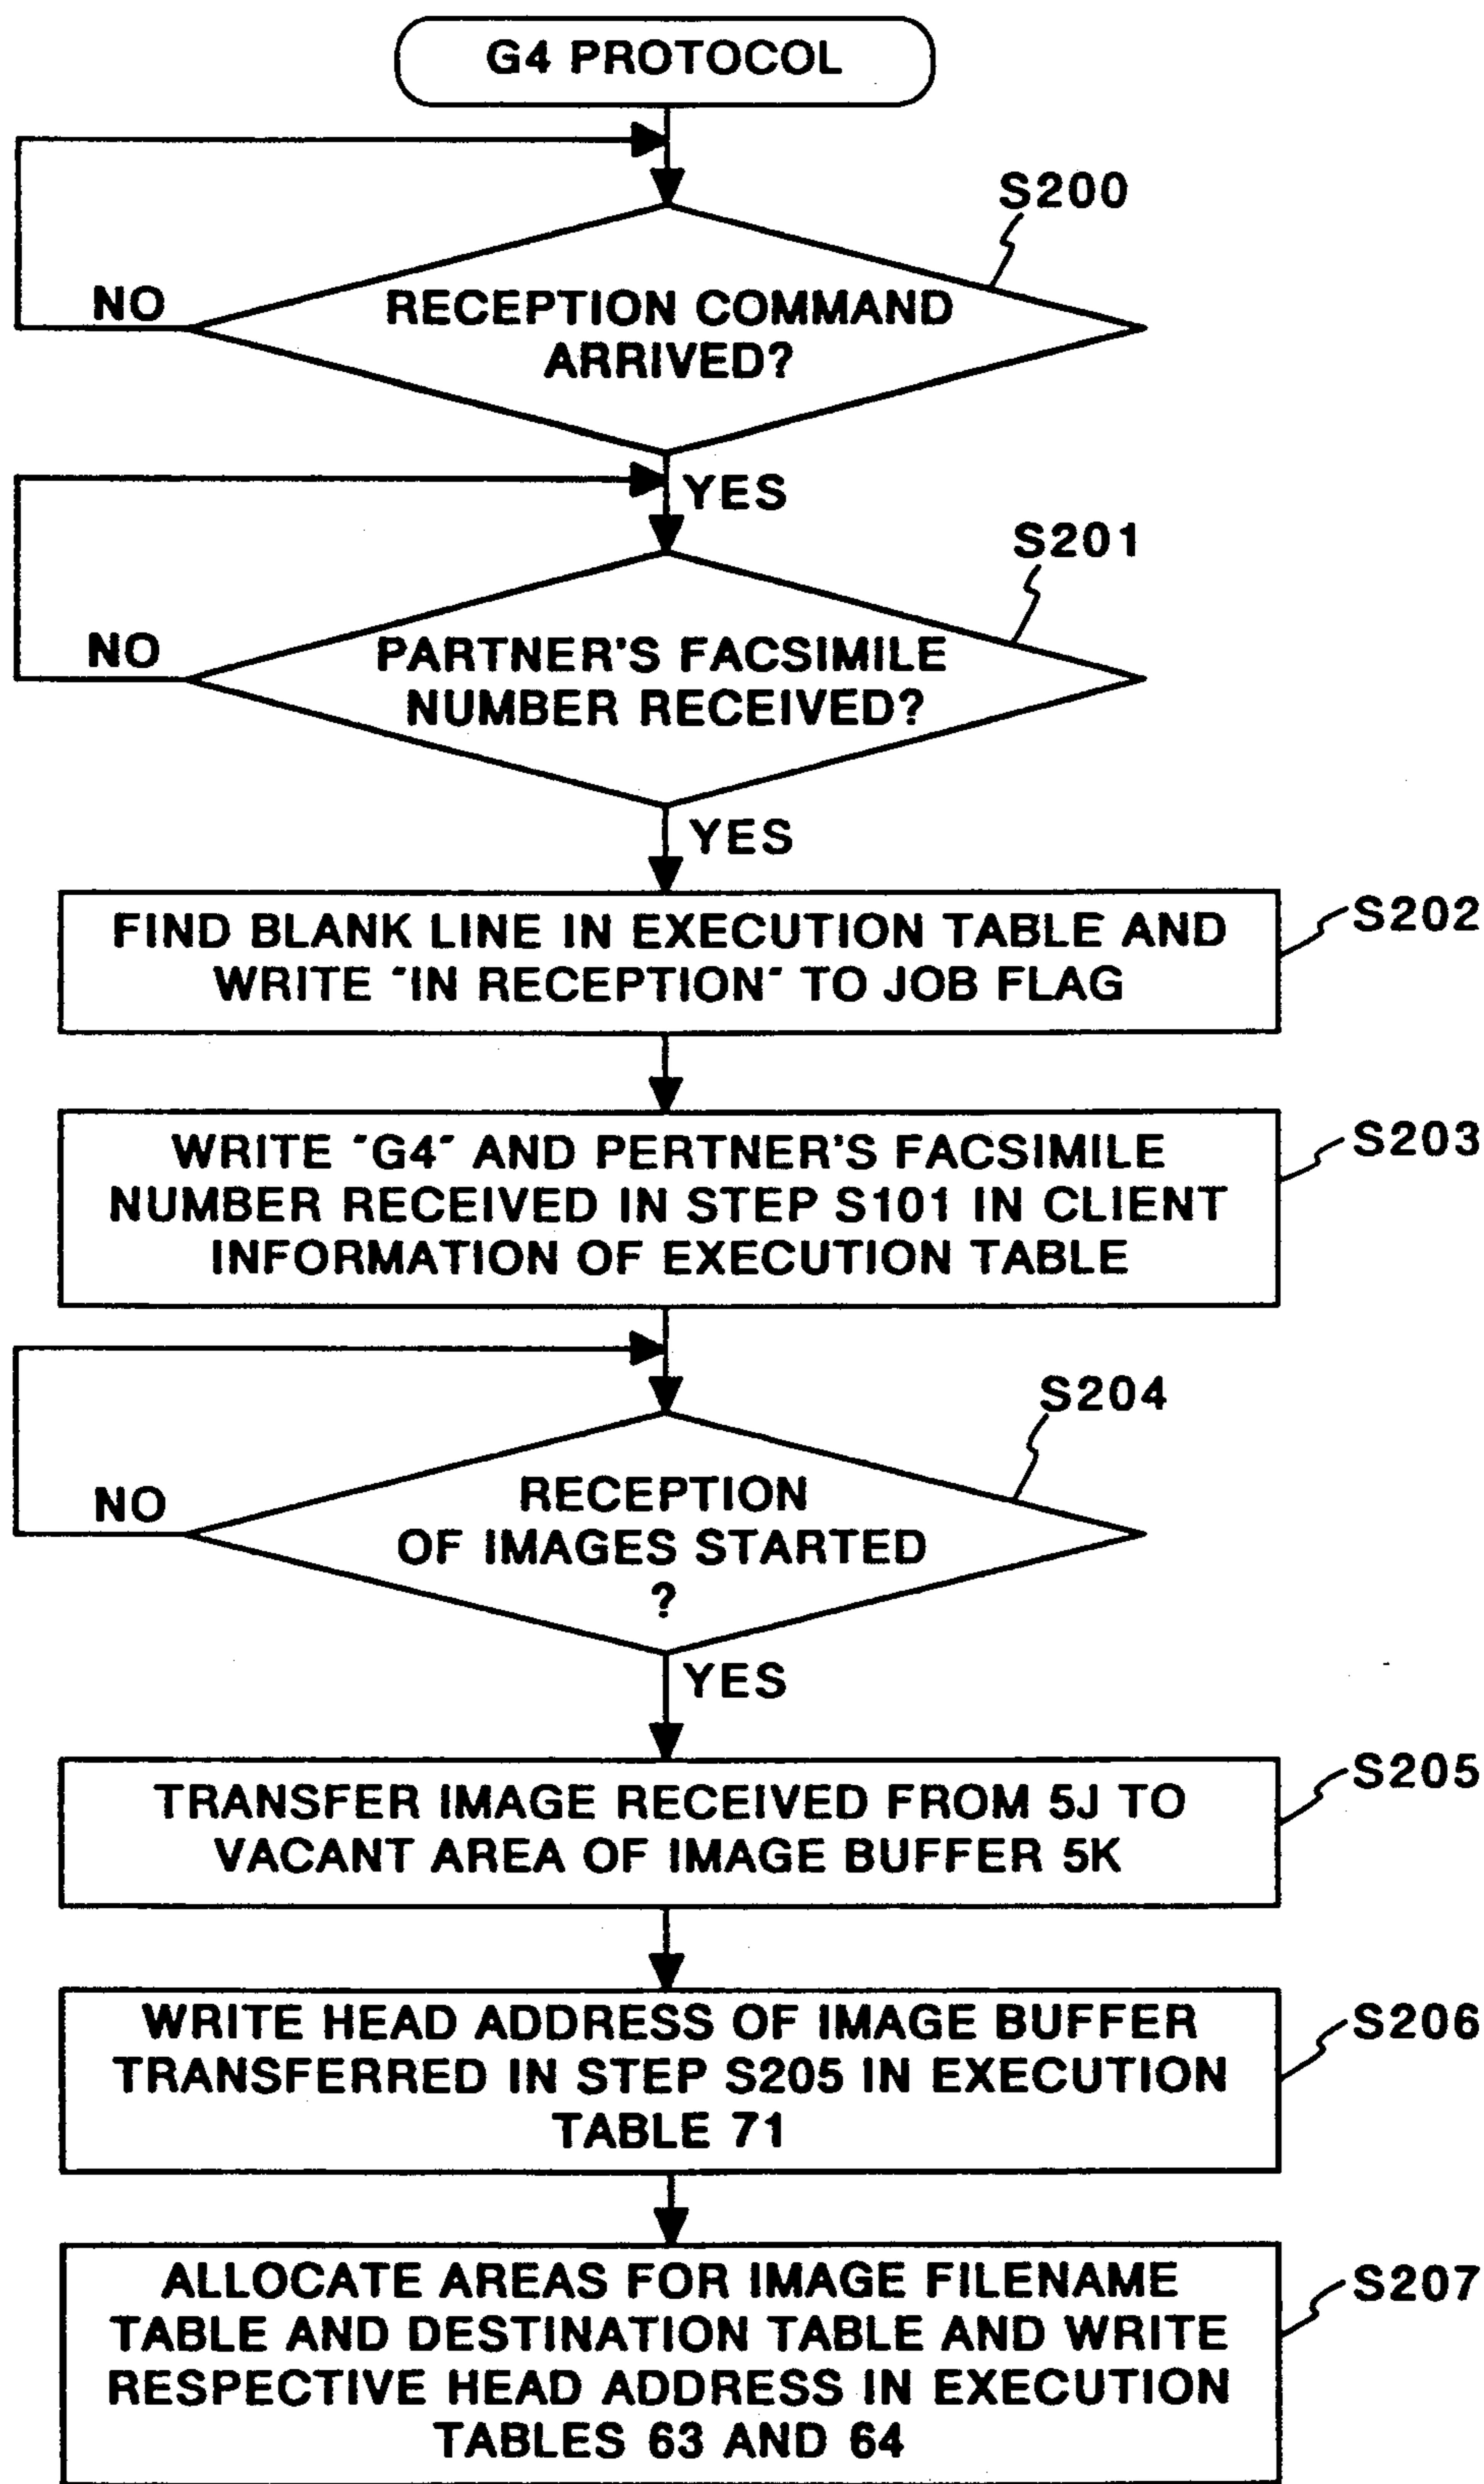 G4 PROTOCOL
S200
NO
RECEPTION COMMAND
ARRIVED?
YES
S201
NO
PARTNER'S FACSIMILE
NUMBER RECEIVED?
YES
S202
FIND BLANK LINE IN EXECUTION TABLE AND
WRITE "IN RECEPTION" TO JOB FLAG
S203
WRITE "G4" AND PERTNER'S FACSIMILE
NUMBER RECEIVED IN STEP S101 IN CLIENT
INFORMATION OF EXECUTION TABLE
S204
NO
RECEPTION
OF IMAGES STARTED
?
YES
S205
TRANSFER IMAGE RECEIVED FROM 5J TO
VACANT AREA OF IMAGE BUFFER 5K
S206
WRITE HEAD ADDRESS OF IMAGE BUFFER
TRANSFERRED IN STEP S205 IN EXECUTION
TABLE 71
S207
ALLOCATE AREAS FOR IMAGE FILENAME
TABLE AND DESTINATION TABLE AND WRITE
RESPECTIVE HEAD ADDRESS IN EXECUTION
TABLES 63 AND 64